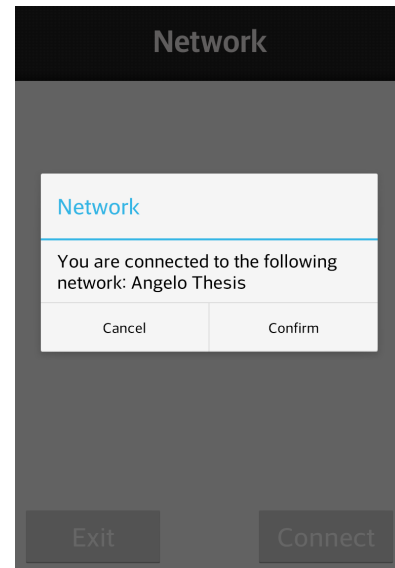 Network
Network
You are connected to the following
network: Angelo Thesis
Cancel Confirm
Exit Connect